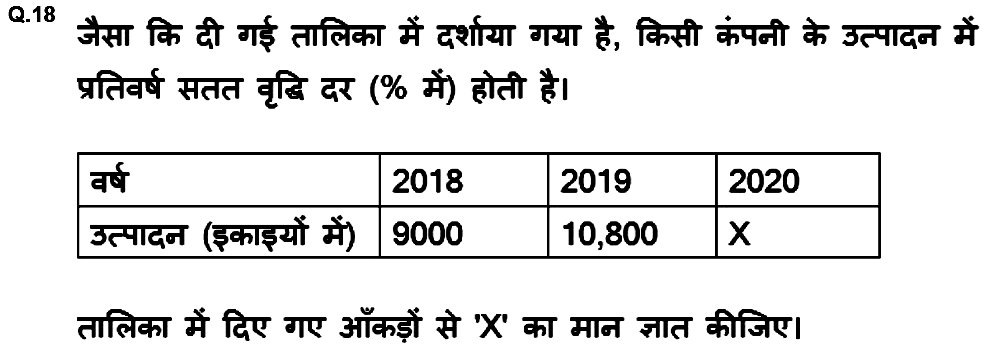 Q.18
जैसा कि दी गई तालिका में दर्शाया गया है, किसी कंपनी के उत्पादन में
प्रतिवर्ष सतत वृद्धि दर (% में) होती है।
वर्ष 2018 2019 2020
उत्पादन (इकाइयों में) 9000 10,800 X
तालिका में दिए गए आँकड़ों से 'X' का मान ज्ञात कीजिए।